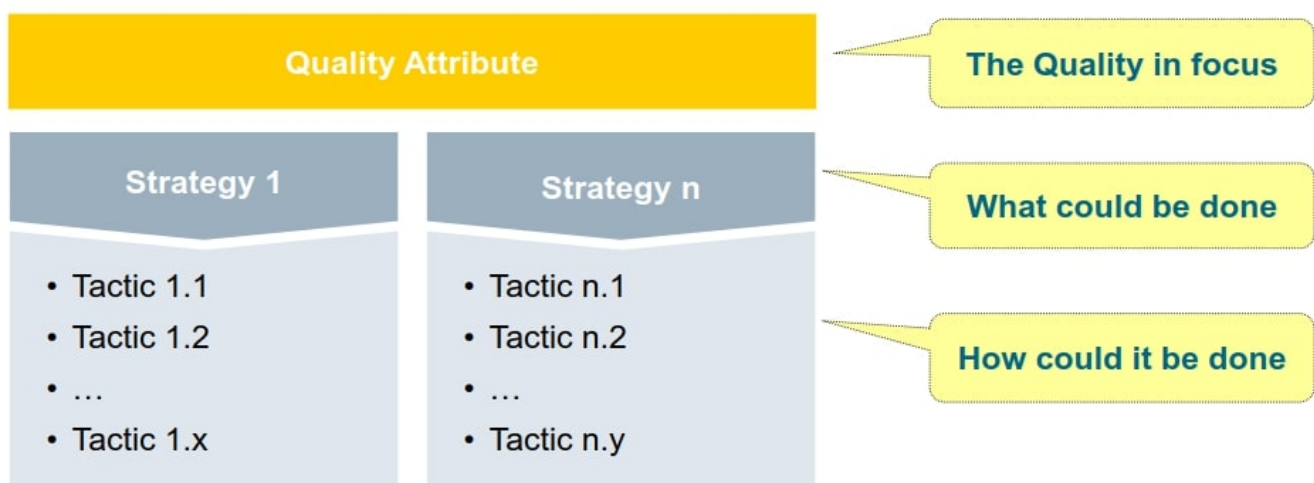 Quality Attribute
The Quality in focus
Strategy 1
Strategy n
What could be done
• Tactic 1.1
• Tactic 1.2
• …
• Tactic 1.x
• Tactic n.1
• Tactic n.2
• …
• Tactic n.y
How could it be done